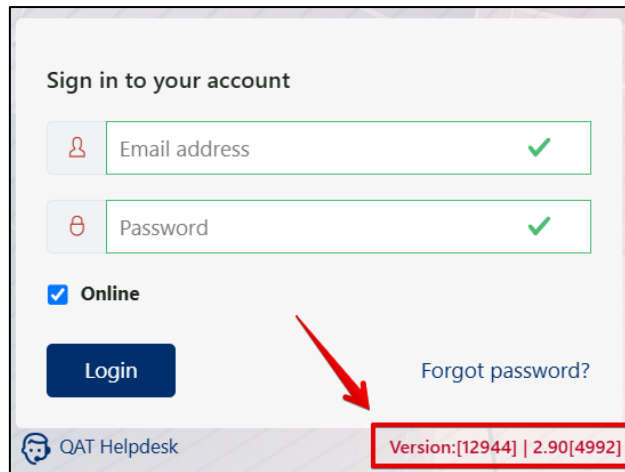 Sign in to your account
Email address
Password
Online
Login
Forgot password?
QAT Helpdesk
Version:[12944] | 2.90[4992]